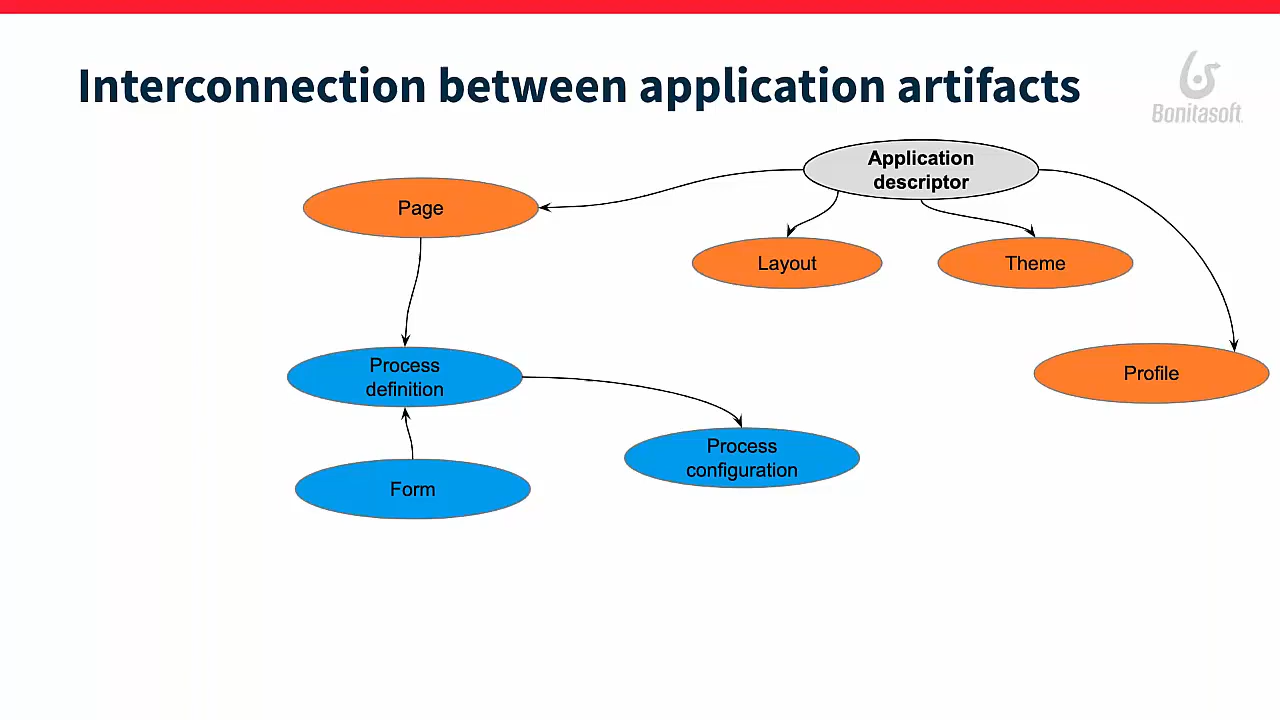 Interconnection between application artifacts
Bonitasoft
Application
descriptor
Page
Layout
Theme
Process
definition
Profile
Process
configuration
Form